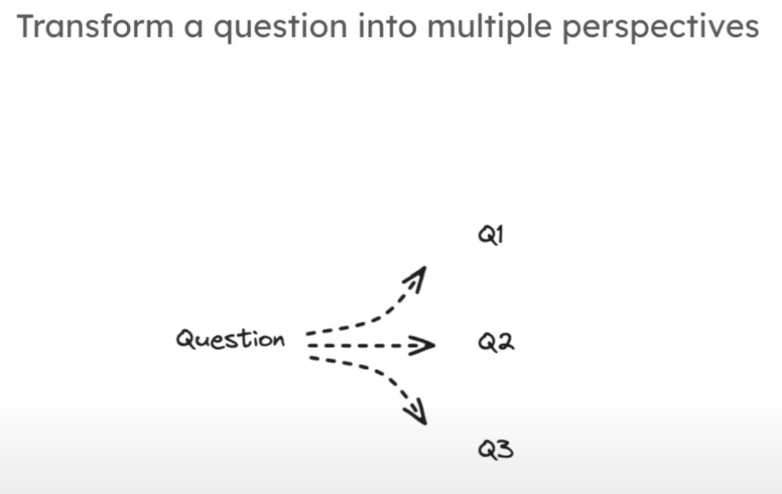 Transform a question into multiple perspectives
Q1
Question
Q2
Q3